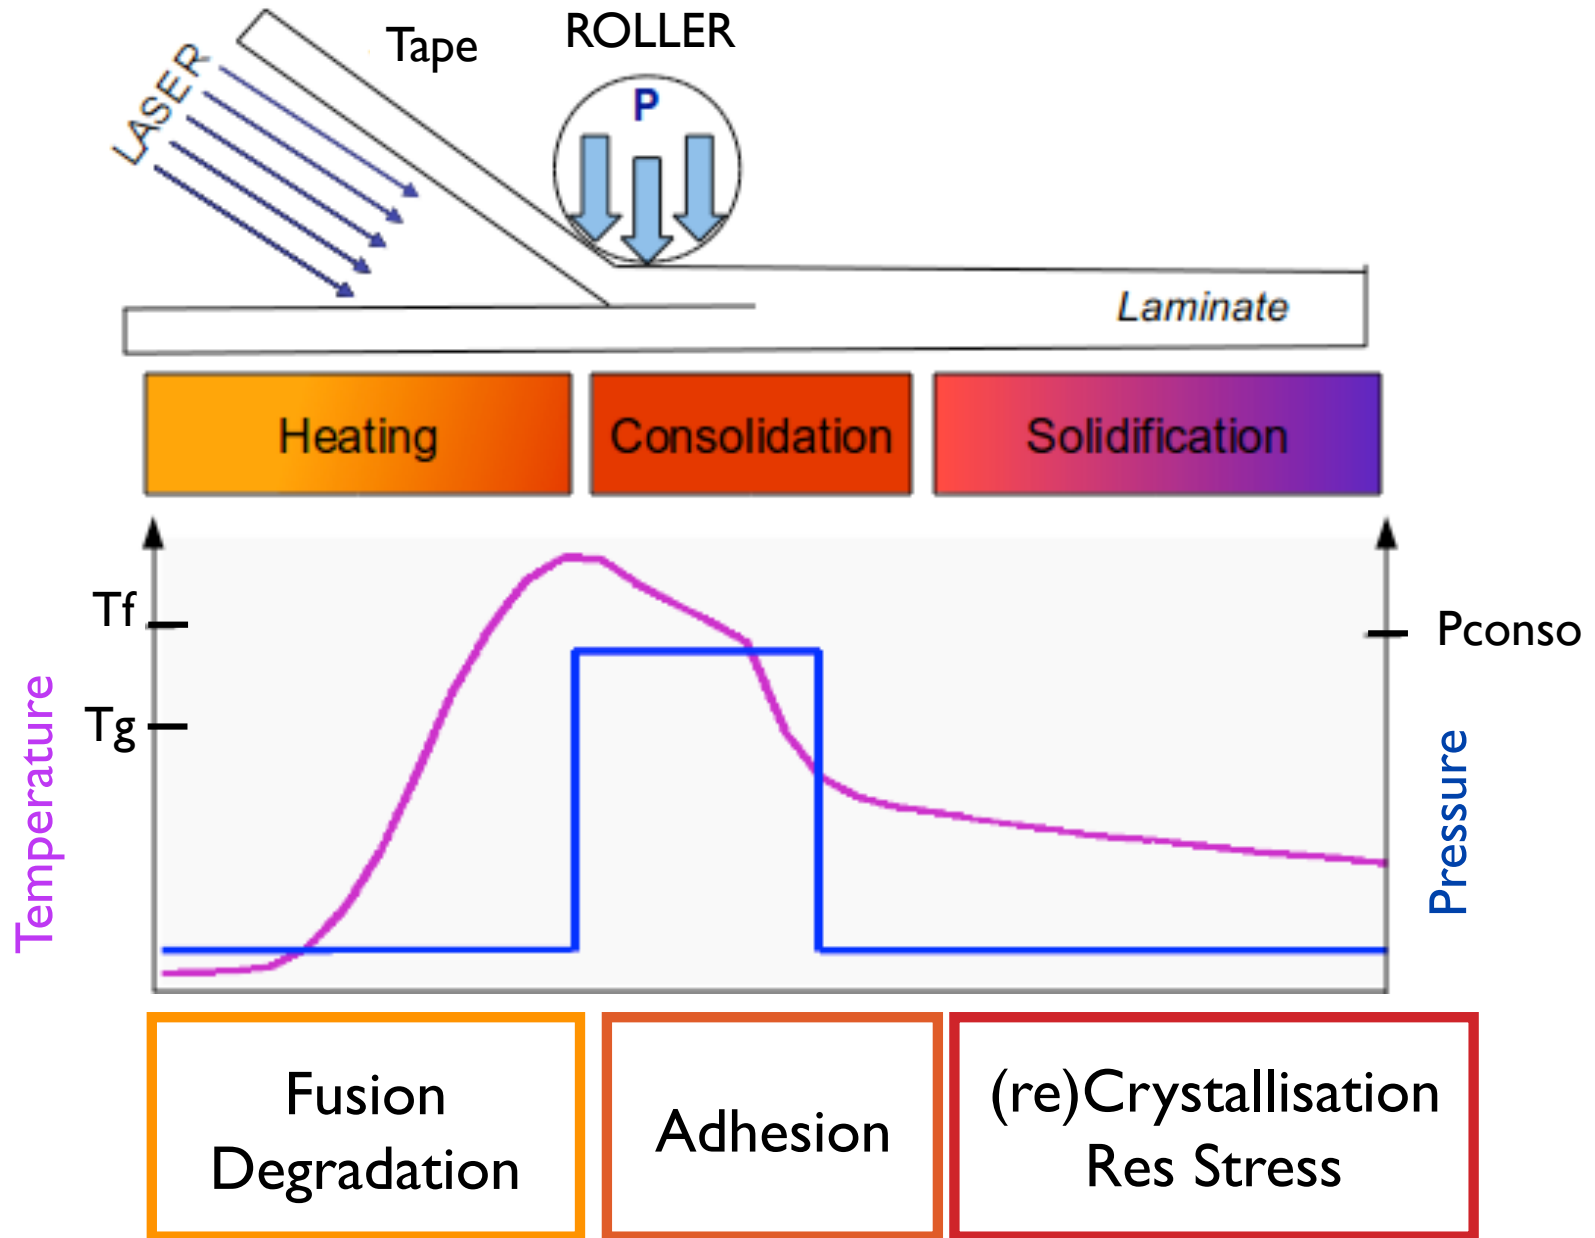 Tape
ROLLER
LASER
P
Laminate
Heating
Consolidation
Solidification
Tf
Tg
Temperature
Pconso
Pressure
Fusion
Degradation
Adhesion
(re)Crystallisation
Res Stress